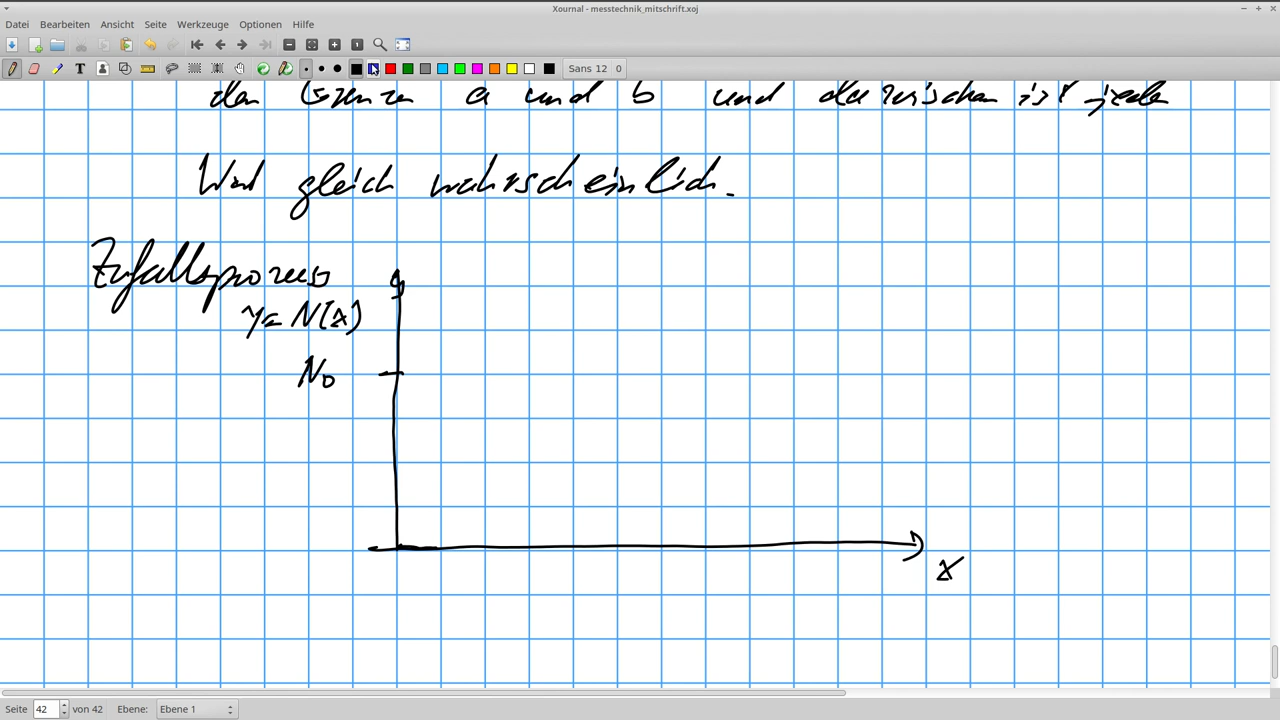 Xournal - messtechnik_mitschrift.xoj
Datei Bearbeiten Ansicht Seite Werkzeuge Optionen Hilfe
Sans 12 0
den Grenzen a und b und dazwischen ist jeder
Wert gleich wahrscheinlich.
Zufallsprozess
y = N(x)
N0
x
Seite 42 von 42 Ebene: Ebene 1